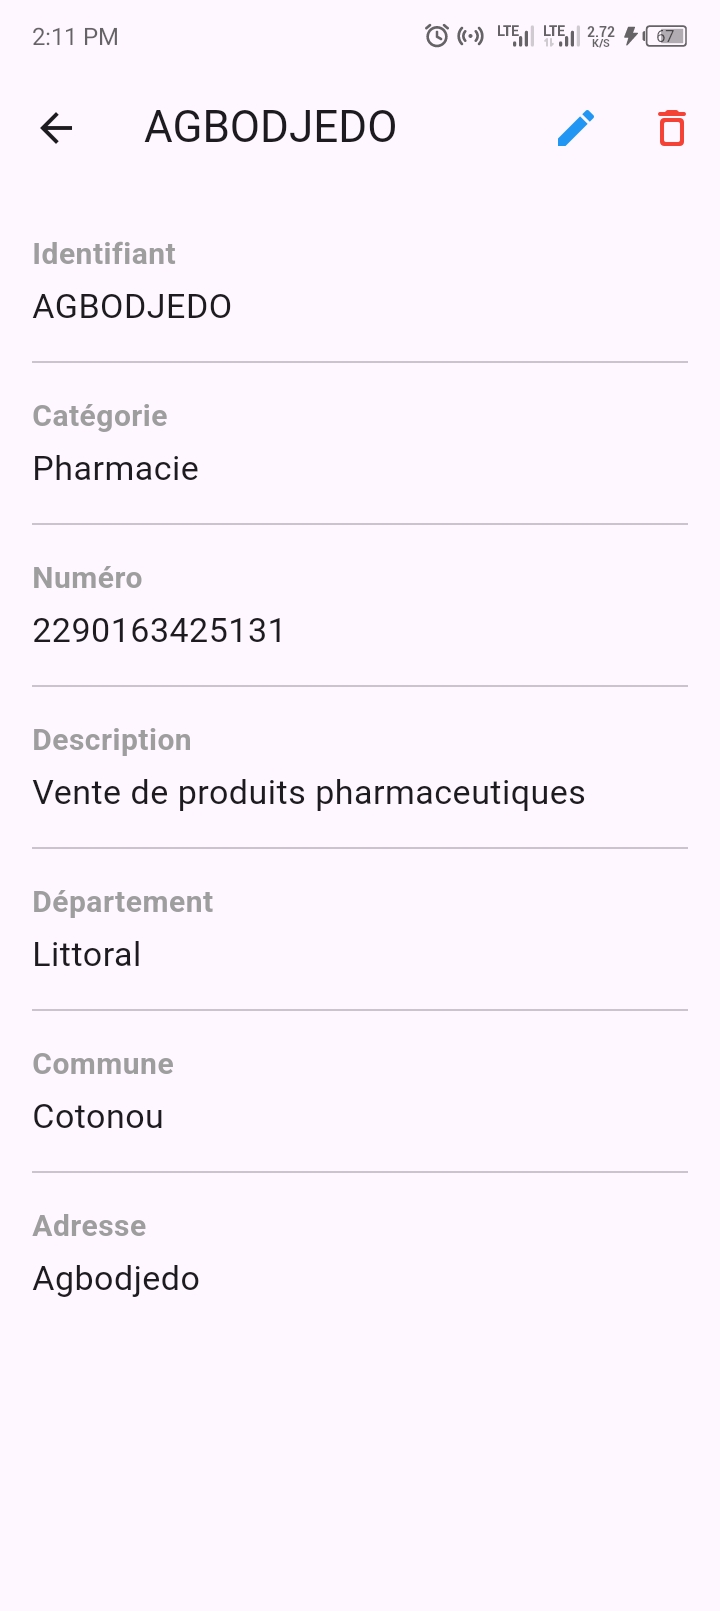 2:11 PM LTE LTE 2.72 K/S 67
AGBODJEDO
Identifiant
AGBODJEDO
Catégorie
Pharmacie
Numéro
2290163425131
Description
Vente de produits pharmaceutiques
Département
Littoral
Commune
Cotonou
Adresse
Agbodjedo